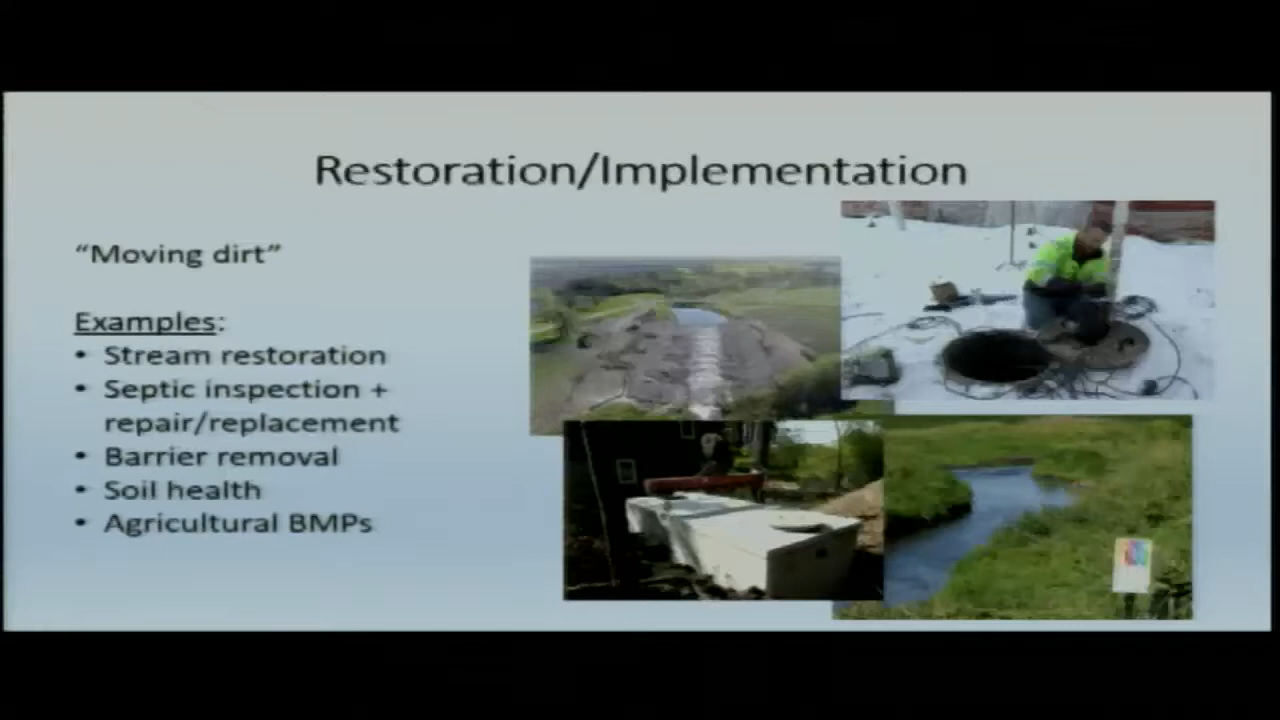 Restoration/Implementation
“Moving dirt”
Examples:
• Stream restoration
• Septic inspection +
repair/replacement
• Barrier removal
• Soil health
• Agricultural BMPs